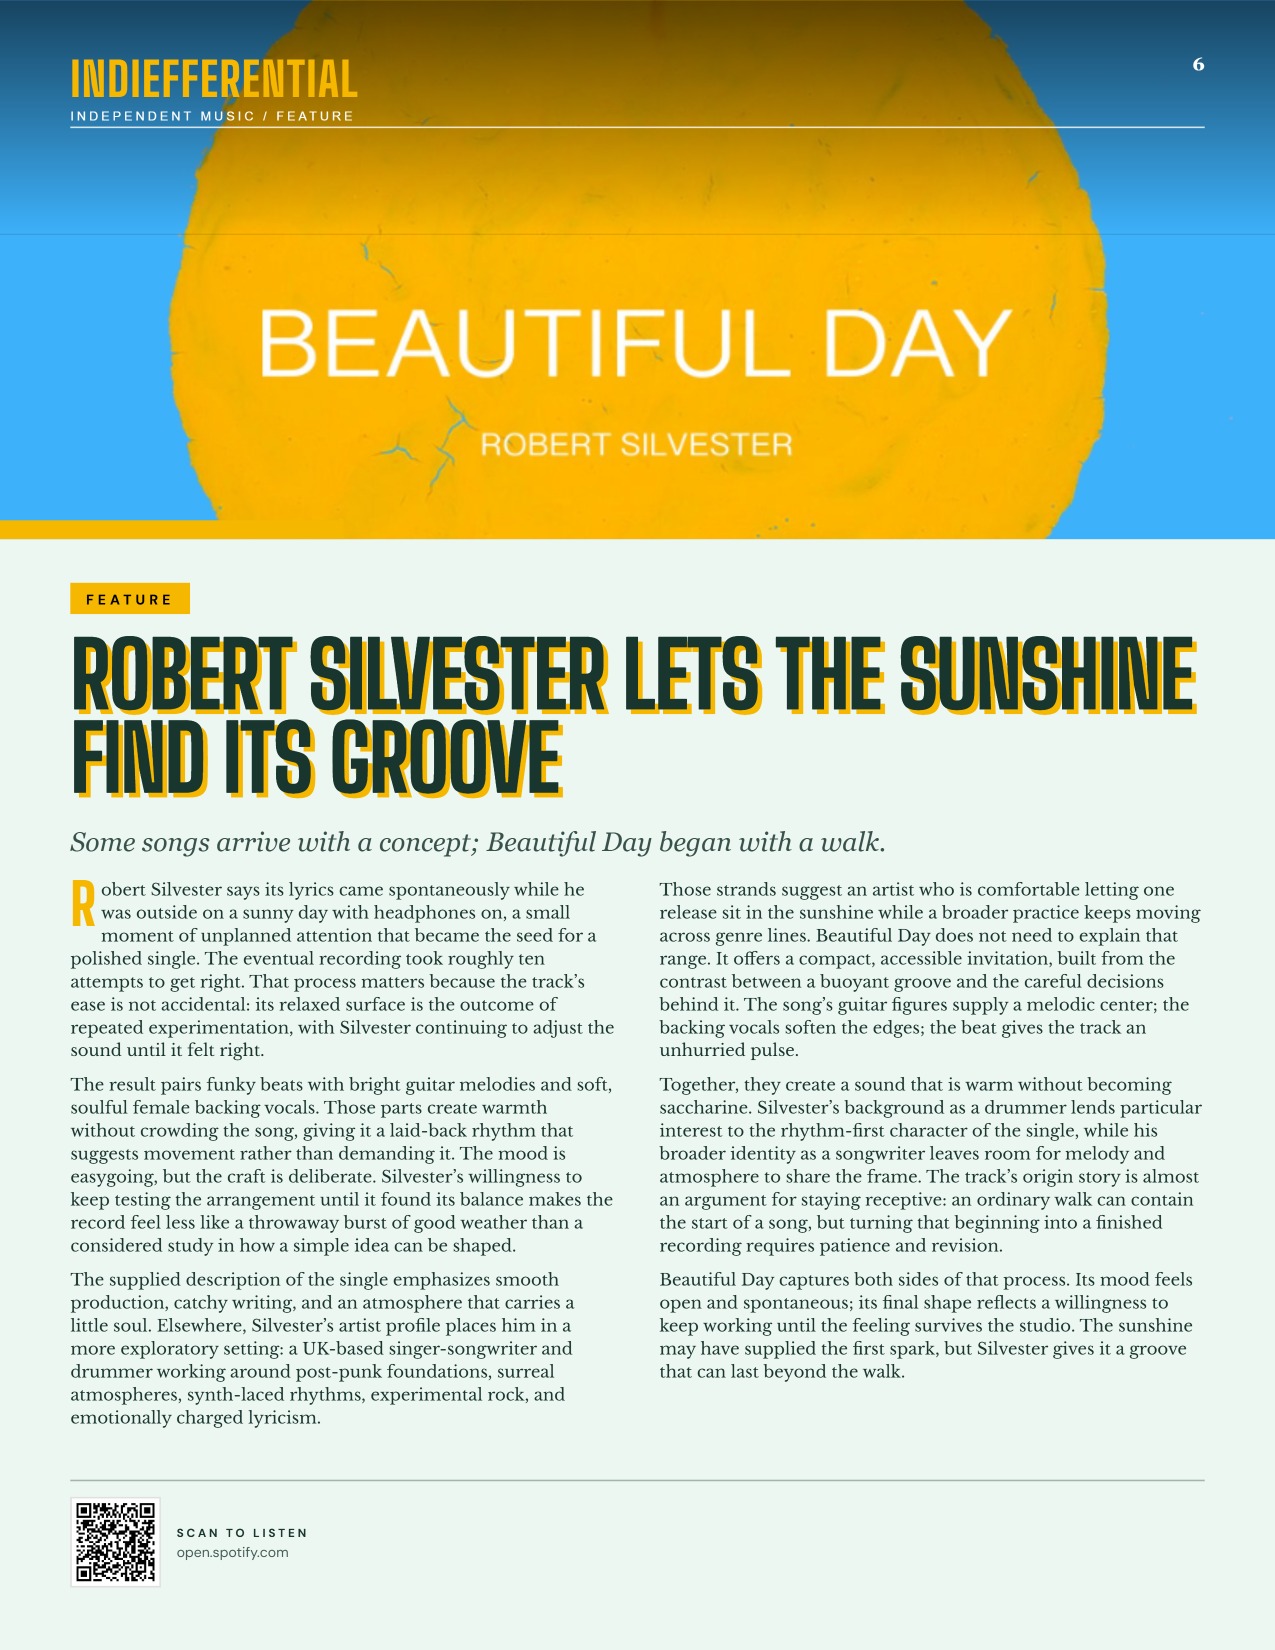 INDIEFFERENTIAL
INDEPENDENT MUSIC / FEATURE
6
BEAUTIFUL DAY
ROBERT SILVESTER
FEATURE
ROBERT SILVESTER LETS THE SUNSHINE
FIND ITS GROOVE
Some songs arrive with a concept; Beautiful Day began with a walk.
Robert Silvester says its lyrics came spontaneously while he
was outside on a sunny day with headphones on, a small
moment of unplanned attention that became the seed for a
polished single. The eventual recording took roughly ten
attempts to get right. That process matters because the track’s
ease is not accidental: its relaxed surface is the outcome of
repeated experimentation, with Silvester continuing to adjust the
sound until it felt right.
The result pairs funky beats with bright guitar melodies and soft,
soulful female backing vocals. Those parts create warmth
without crowding the song, giving it a laid-back rhythm that
suggests movement rather than demanding it. The mood is
easygoing, but the craft is deliberate. Silvester’s willingness to
keep testing the arrangement until it found its balance makes the
record feel less like a throwaway burst of good weather than a
considered study in how a simple idea can be shaped.
The supplied description of the single emphasizes smooth
production, catchy writing, and an atmosphere that carries a
little soul. Elsewhere, Silvester’s artist profile places him in a
more exploratory setting: a UK-based singer-songwriter and
drummer working around post-punk foundations, surreal
atmospheres, synth-laced rhythms, experimental rock, and
emotionally charged lyricism.
Those strands suggest an artist who is comfortable letting one
release sit in the sunshine while a broader practice keeps moving
across genre lines. Beautiful Day does not need to explain that
range. It offers a compact, accessible invitation, built from the
contrast between a buoyant groove and the careful decisions
behind it. The song’s guitar figures supply a melodic center; the
backing vocals soften the edges; the beat gives the track an
unhurried pulse.
Together, they create a sound that is warm without becoming
saccharine. Silvester’s background as a drummer lends particular
interest to the rhythm-first character of the single, while his
broader identity as a songwriter leaves room for melody and
atmosphere to share the frame. The track’s origin story is almost
an argument for staying receptive: an ordinary walk can contain
the start of a song, but turning that beginning into a finished
recording requires patience and revision.
Beautiful Day captures both sides of that process. Its mood feels
open and spontaneous; its final shape reflects a willingness to
keep working until the feeling survives the studio. The sunshine
may have supplied the first spark, but Silvester gives it a groove
that can last beyond the walk.
SCAN TO LISTEN
open.spotify.com